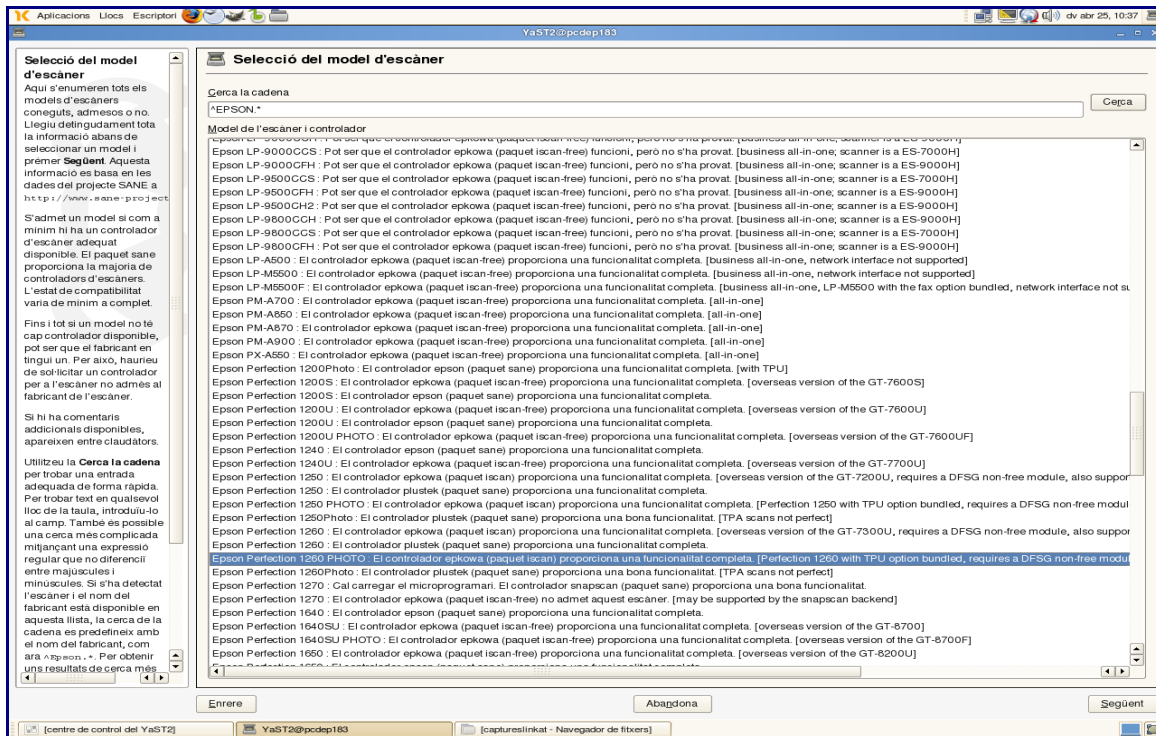 Aplicacions Llocs Escriptori
dv abr 25, 10:37
YaST2@pcdep183
Selecció del model
d'escàner
Aquí s'enumeren tots els
models d'escàners
coneguts, admesos o no.
Llegiu detingudament tota
la informació abans de
seleccionar un model i
prémer Següent. Aquesta
informació es basa en les
dades del projecte SANE a
http://www.sane-project
S'admet un model si com a
mínim hi ha un controlador
d'escàner adequat
disponible. El paquet sane
proporciona la majoria de
controladors d'escàners.
L'estat de compatibilitat
varia de mínim a complet.
Fins i tot si un model no té
cap controlador disponible,
pot ser que el fabricant en
tingui un. Per això, hauríeu
de sol·licitar un controlador
per a l'escàner no admès al
fabricant de l'escàner.
Si hi ha comentaris
addicionals disponibles,
apareixen entre claudàtors.
Utilitzeu la Cerca la cadena
per trobar una entrada
adequada de forma ràpida.
Per trobar text en qualsevol
lloc de la taula, introduïu-lo
al camp. També és possible
una cerca més complicada
mitjançant una expressió
regular que no diferenciï
entre majúscules i
minúscules. Si s'ha detectat
l'escàner i el nom del
fabricant està disponible en
aquesta llista, la cerca de la
cadena es predefineix amb
el nom del fabricant, com
ara ^Epson.*. Per obtenir
uns resultats de cerca més
Selecció del model d'escàner
Cerca la cadena
^EPSON.*
Cerca
Model de l'escàner i controlador
Epson LP-9000CCS : Pot ser que el controlador epkowa (paquet iscan-free) funcioni, però no s'ha provat. [business all-in-one; scanner is a ES-7000H]
Epson LP-9000CFH : Pot ser que el controlador epkowa (paquet iscan-free) funcioni, però no s'ha provat. [business all-in-one; scanner is a ES-9000H]
Epson LP-9500CCS : Pot ser que el controlador epkowa (paquet iscan-free) funcioni, però no s'ha provat. [business all-in-one; scanner is a ES-7000H]
Epson LP-9500CFH : Pot ser que el controlador epkowa (paquet iscan-free) funcioni, però no s'ha provat. [business all-in-one; scanner is a ES-9000H]
Epson LP-9500CH2 : Pot ser que el controlador epkowa (paquet iscan-free) funcioni, però no s'ha provat. [business all-in-one; scanner is a ES-9000H]
Epson LP-9800CCH : Pot ser que el controlador epkowa (paquet iscan-free) funcioni, però no s'ha provat. [business all-in-one; scanner is a ES-9000H]
Epson LP-9800CCS : Pot ser que el controlador epkowa (paquet iscan-free) funcioni, però no s'ha provat. [business all-in-one; scanner is a ES-7000H]
Epson LP-9800CFH : Pot ser que el controlador epkowa (paquet iscan-free) funcioni, però no s'ha provat. [business all-in-one; scanner is a ES-9000H]
Epson LP-A500 : El controlador epkowa (paquet iscan-free) proporciona una funcionalitat completa. [business all-in-one]
Epson LP-M5500 : El controlador epkowa (paquet iscan-free) proporciona una funcionalitat completa. [business all-in-one, network interface not supported]
Epson LP-M5500F : El controlador epkowa (paquet iscan-free) proporciona una funcionalitat completa. [business all-in-one, LP-M5500 with the fax option bundled, network interface not su
Epson PM-A700 : El controlador epkowa (paquet iscan-free) proporciona una funcionalitat completa. [all-in-one]
Epson PM-A850 : El controlador epkowa (paquet iscan-free) proporciona una funcionalitat completa. [all-in-one]
Epson PM-A870 : El controlador epkowa (paquet iscan-free) proporciona una funcionalitat completa. [all-in-one]
Epson PM-A900 : El controlador epkowa (paquet iscan-free) proporciona una funcionalitat completa. [all-in-one]
Epson PX-A550 : El controlador epkowa (paquet iscan-free) proporciona una funcionalitat completa. [all-in-one]
Epson Perfection 1200Photo : El controlador epson (paquet sane) proporciona una funcionalitat completa. [with TPU]
Epson Perfection 1200S : El controlador epkowa (paquet iscan-free) proporciona una funcionalitat completa. [overseas version of the GT-7600S]
Epson Perfection 1200S : El controlador epson (paquet sane) proporciona una funcionalitat completa.
Epson Perfection 1200U : El controlador epkowa (paquet iscan-free) proporciona una funcionalitat completa. [overseas version of the GT-7600U]
Epson Perfection 1200U : El controlador epson (paquet sane) proporciona una funcionalitat completa.
Epson Perfection 1200U PHOTO : El controlador epkowa (paquet iscan-free) proporciona una funcionalitat completa. [overseas version of the GT-7600UF]
Epson Perfection 1240 : El controlador epson (paquet sane) proporciona una funcionalitat completa.
Epson Perfection 1240U : El controlador epkowa (paquet iscan-free) proporciona una funcionalitat completa. [overseas version of the GT-7700U]
Epson Perfection 1250 : El controlador epkowa (paquet iscan) proporciona una funcionalitat completa. [overseas version of the GT-7200U, requires a DFSG non-free module, also suppor
Epson Perfection 1250 : El controlador plustek (paquet sane) proporciona una funcionalitat completa.
Epson Perfection 1250 PHOTO : El controlador epkowa (paquet iscan) proporciona una funcionalitat completa. [Perfection 1250 with TPU option bundled, requires a DFSG non-free modul
Epson Perfection 1250Photo : El controlador plustek (paquet sane) proporciona una bona funcionalitat. [TPA scans not perfect]
Epson Perfection 1260 : El controlador epkowa (paquet iscan) proporciona una funcionalitat completa. [overseas version of the GT-7300U, requires a DFSG non-free module, also suppor
Epson Perfection 1260 : El controlador plustek (paquet sane) proporciona una funcionalitat completa.
Epson Perfection 1260 PHOTO : El controlador epkowa (paquet iscan) proporciona una funcionalitat completa. [Perfection 1260 with TPU option bundled, requires a DFSG non-free modul
Epson Perfection 1260Photo : El controlador plustek (paquet sane) proporciona una bona funcionalitat. [TPA scans not perfect]
Epson Perfection 1270 : Cal carregar el microprogramari. El controlador snapscan (paquet sane) proporciona una bona funcionalitat.
Epson Perfection 1270 : El controlador epkowa (paquet iscan-free) no admet aquest escàner. [may be supported by the snapscan backend]
Epson Perfection 1640 : El controlador epson (paquet sane) proporciona una funcionalitat completa.
Epson Perfection 1640SU : El controlador epkowa (paquet iscan-free) proporciona una funcionalitat completa. [overseas version of the GT-8700]
Epson Perfection 1640SU PHOTO : El controlador epkowa (paquet iscan-free) proporciona una funcionalitat completa. [overseas version of the GT-8700F]
Epson Perfection 1650 : El controlador epkowa (paquet iscan-free) proporciona una funcionalitat completa. [overseas version of the GT-8200U]
Enrere
Abandona
Següent
[centre de control del YaST2]
YaST2@pcdep183
[captureslinkat - Navegador de fitxers]